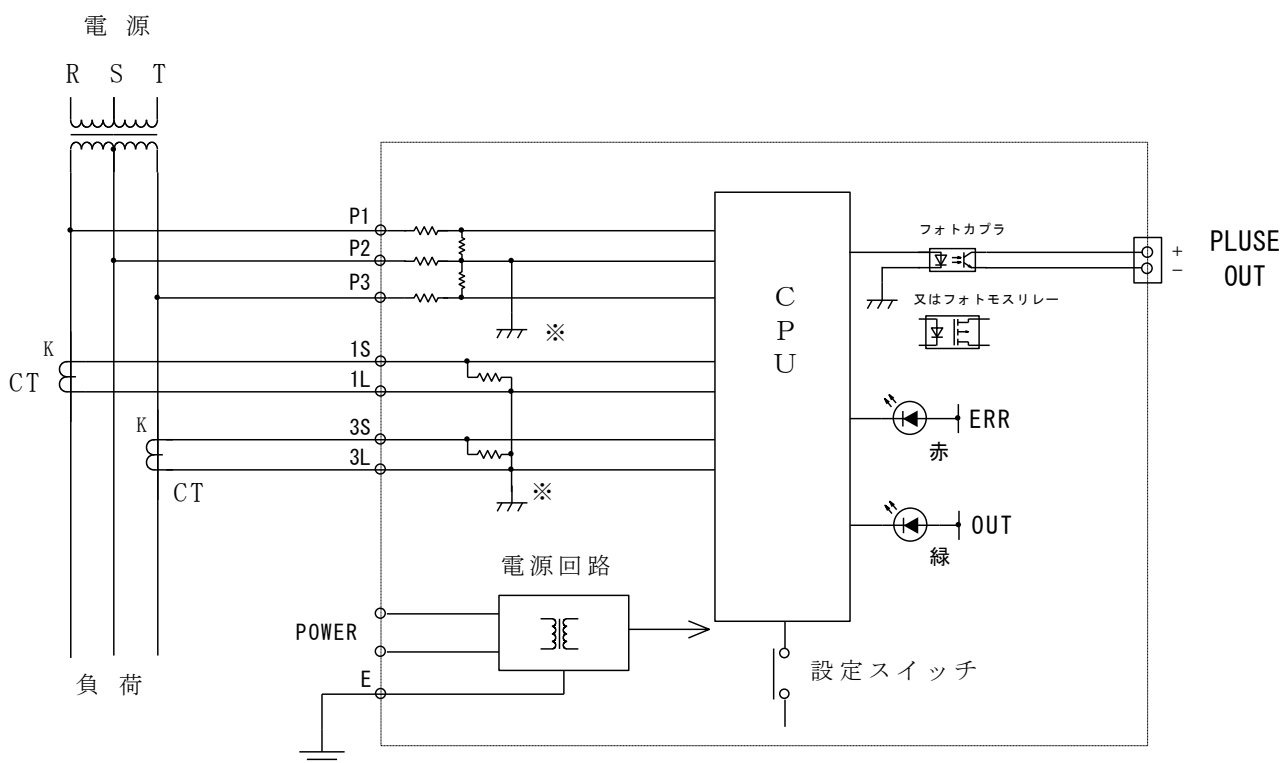 電 源
R S T
P1
P2
P3
※
K
CT
1S
1L
K
3S
3L
CT
※
CPU
フォトカプラ
+
-
PLUSE
OUT
又はフォトモスリレー
ERR
赤
OUT
緑
電源回路
POWER
E
設定スイッチ
負 荷